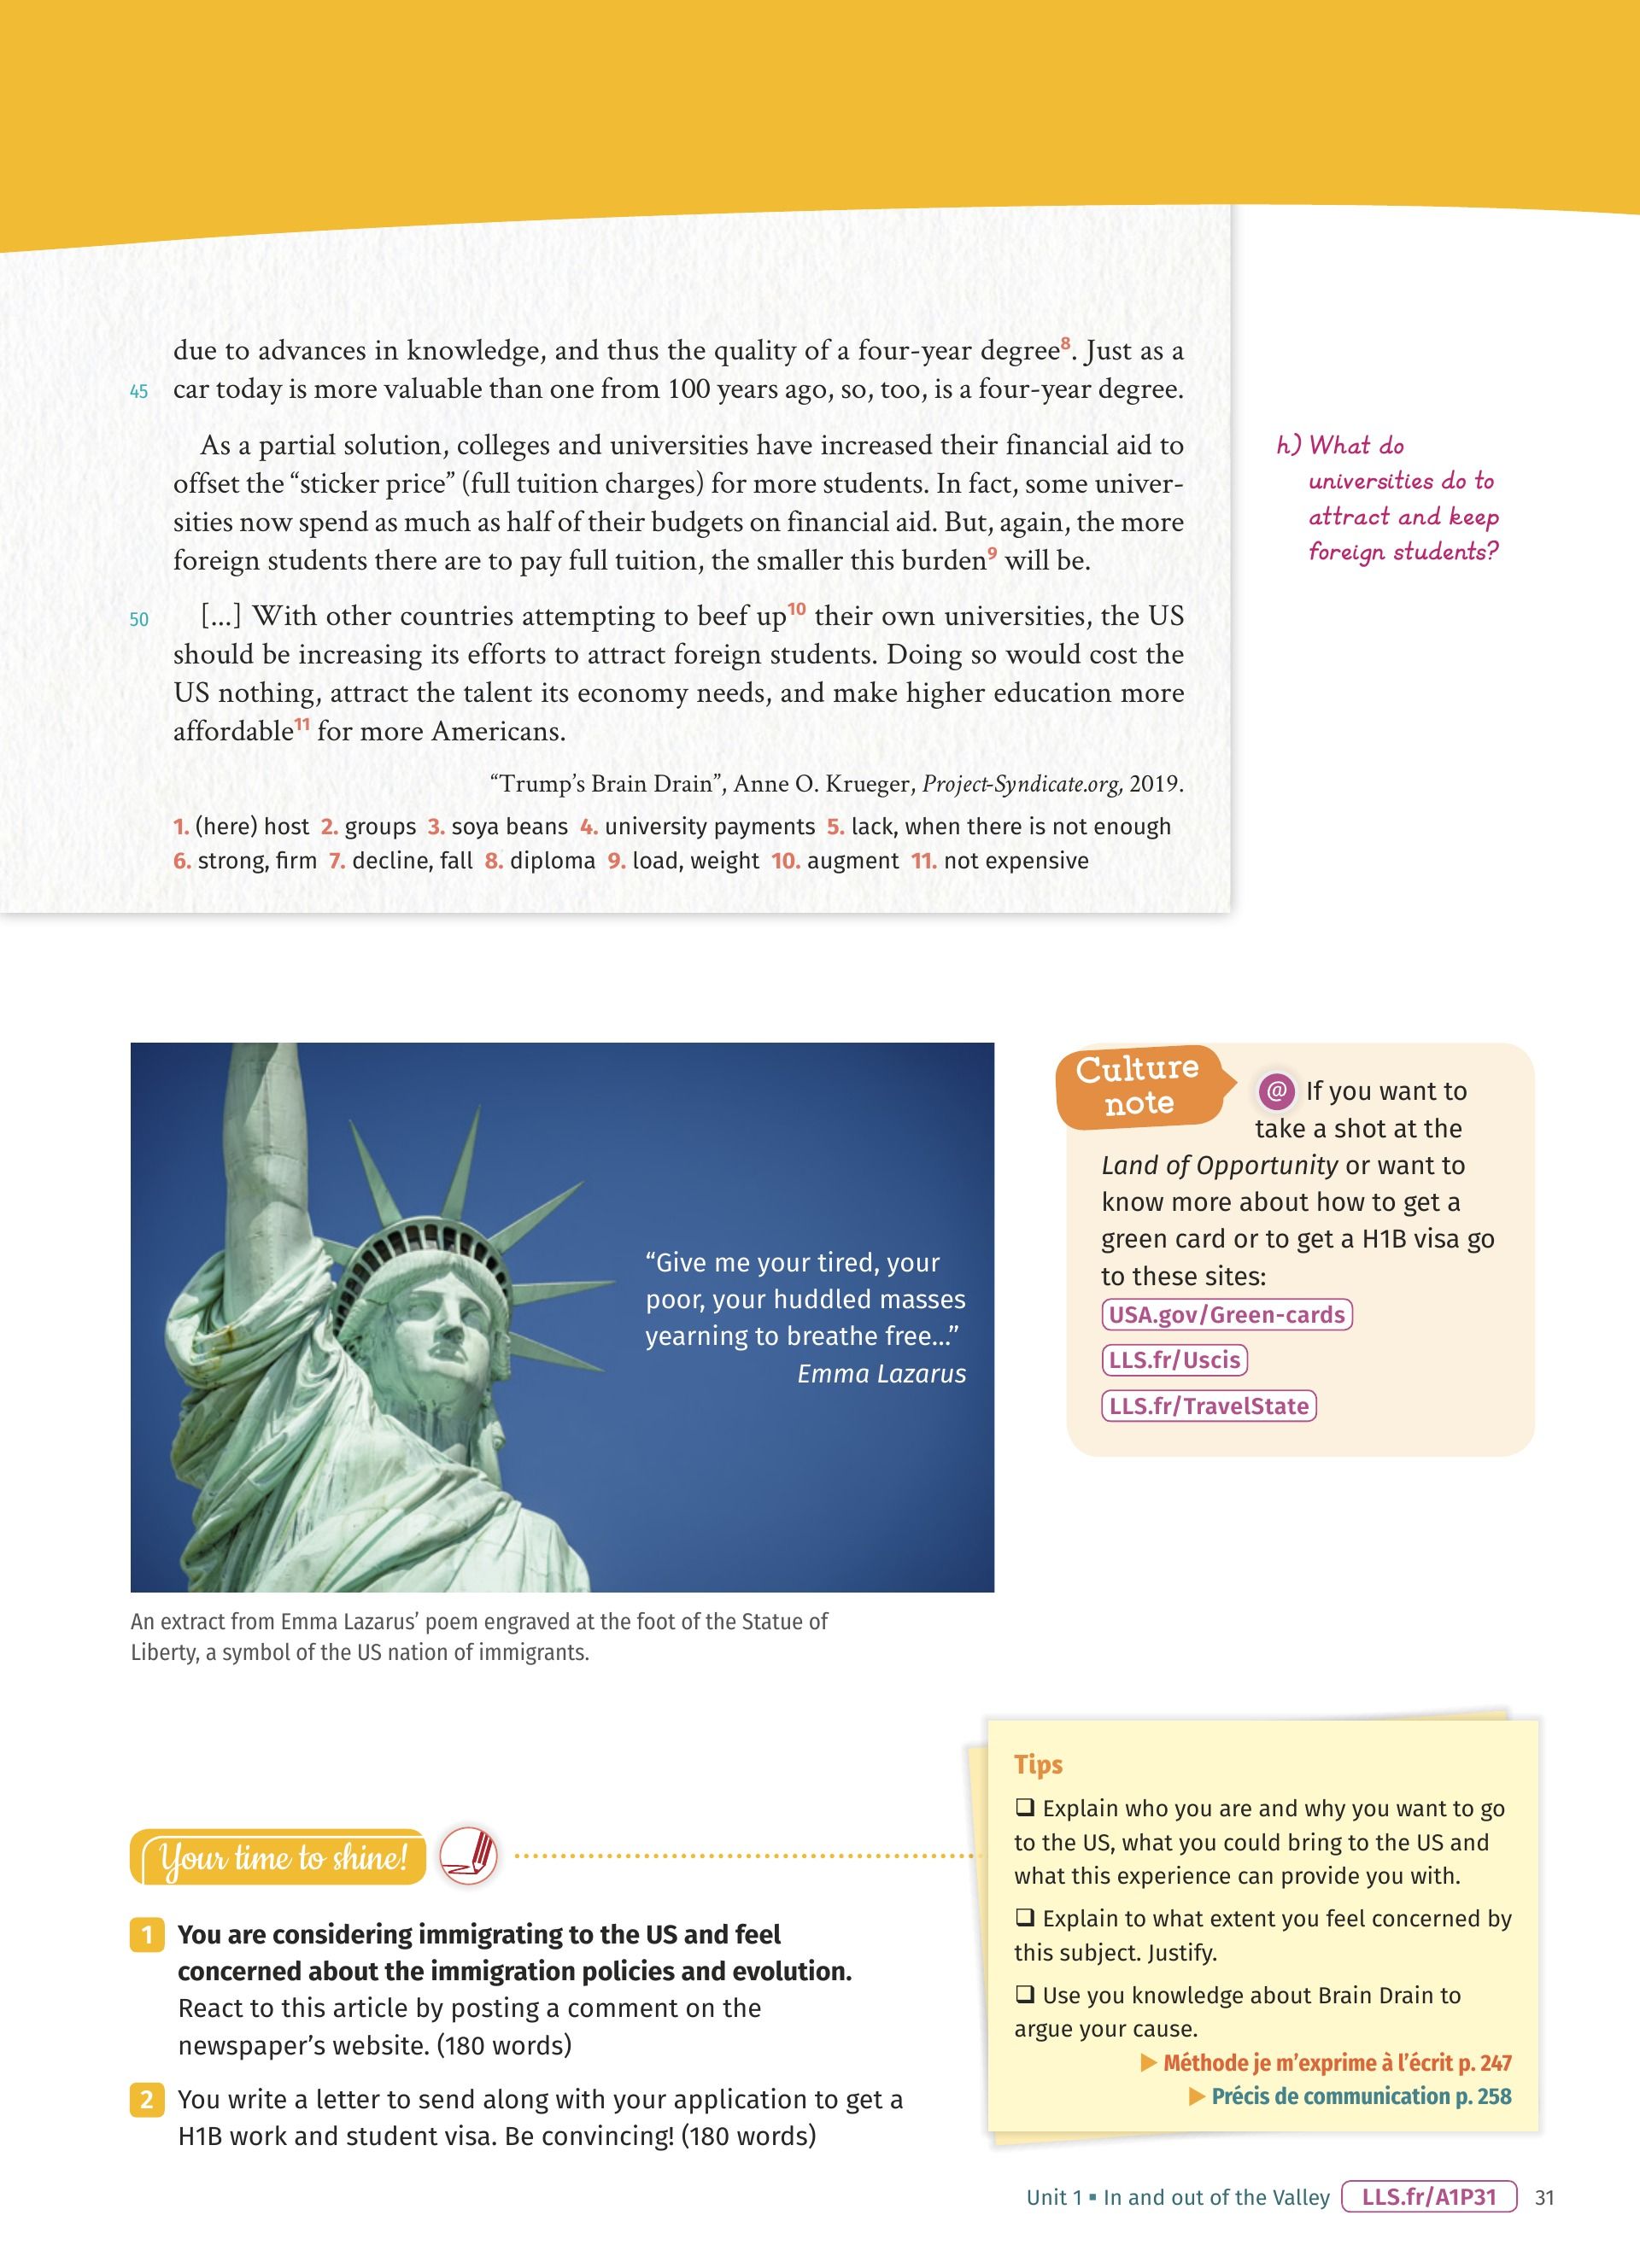 due to advances in knowledge, and thus the quality of a four-year degree8. Just as a
45 car today is more valuable than one from 100 years ago, so, too, is a four-year degree.
As a partial solution, colleges and universities have increased their financial aid to
offset the “sticker price” (full tuition charges) for more students. In fact, some univer-
sities now spend as much as half of their budgets on financial aid. But, again, the more
foreign students there are to pay full tuition, the smaller this burden9 will be.
50 [...] With other countries attempting to beef up10 their own universities, the US
should be increasing its efforts to attract foreign students. Doing so would cost the
US nothing, attract the talent its economy needs, and make higher education more
affordable11 for more Americans.
“Trump’s Brain Drain”, Anne O. Krueger, Project-Syndicate.org, 2019.
1. (here) host 2. groups 3. soya beans 4. university payments 5. lack, when there is not enough
6. strong, firm 7. decline, fall 8. diploma 9. load, weight 10. augment 11. not expensive
h) What do
universities do to
attract and keep
foreign students?
“Give me your tired, your
poor, your huddled masses
yearning to breathe free...”
Emma Lazarus
An extract from Emma Lazarus’ poem engraved at the foot of the Statue of
Liberty, a symbol of the US nation of immigrants.
Culture
note
@ If you want to
take a shot at the
Land of Opportunity or want to
know more about how to get a
green card or to get a H1B visa go
to these sites:
USA.gov/Green-cards
LLS.fr/Uscis
LLS.fr/TravelState
Your time to shine!
1 You are considering immigrating to the US and feel
concerned about the immigration policies and evolution.
React to this article by posting a comment on the
newspaper’s website. (180 words)
2 You write a letter to send along with your application to get a
H1B work and student visa. Be convincing! (180 words)
Tips
❑ Explain who you are and why you want to go
to the US, what you could bring to the US and
what this experience can provide you with.
❑ Explain to what extent you feel concerned by
this subject. Justify.
❑ Use you knowledge about Brain Drain to
argue your cause.
▶ Méthode je m’exprime à l’écrit p. 247
▶ Précis de communication p. 258
Unit 1 ▪ In and out of the Valley LLS.fr/A1P31 31